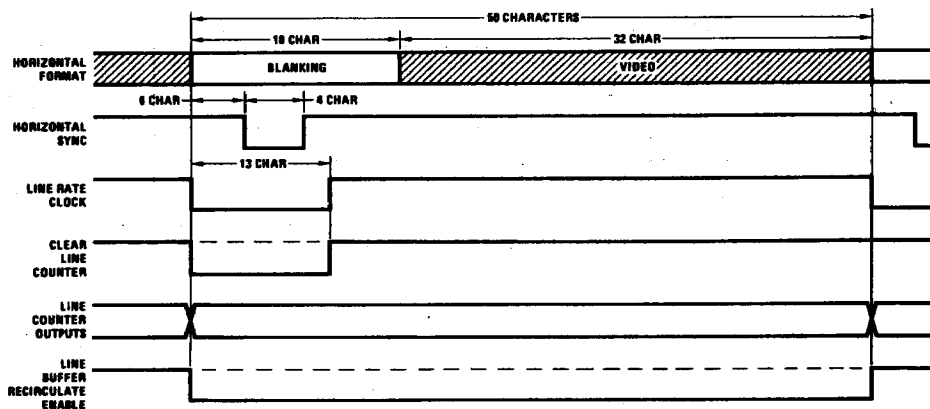 50 CHARACTERS
18 CHAR
32 CHAR
HORIZONTAL
FORMAT
BLANKING
VIDEO
6 CHAR
4 CHAR
HORIZONTAL
SYNC
13 CHAR
LINE RATE
CLOCK
CLEAR
LINE
COUNTER
LINE
COUNTER
OUTPUTS
LINE
BUFFER
RECIRCULATE
ENABLE